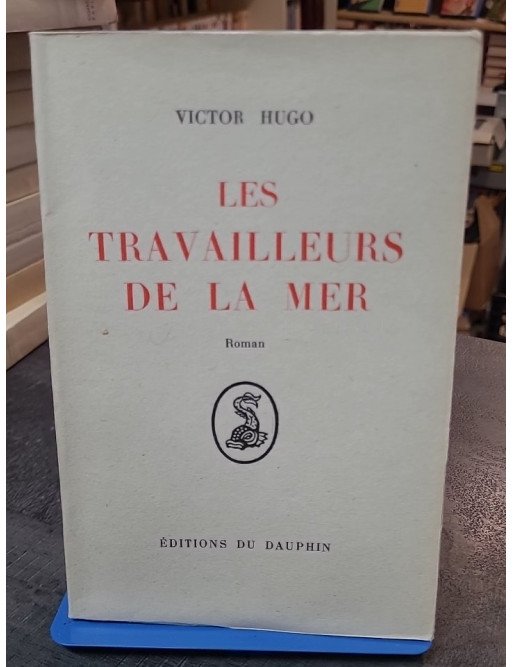 VICTOR HUGO
LES
TRAVAILLEURS
DE LA MER
Roman
ÉDITIONS DU DAUPHIN